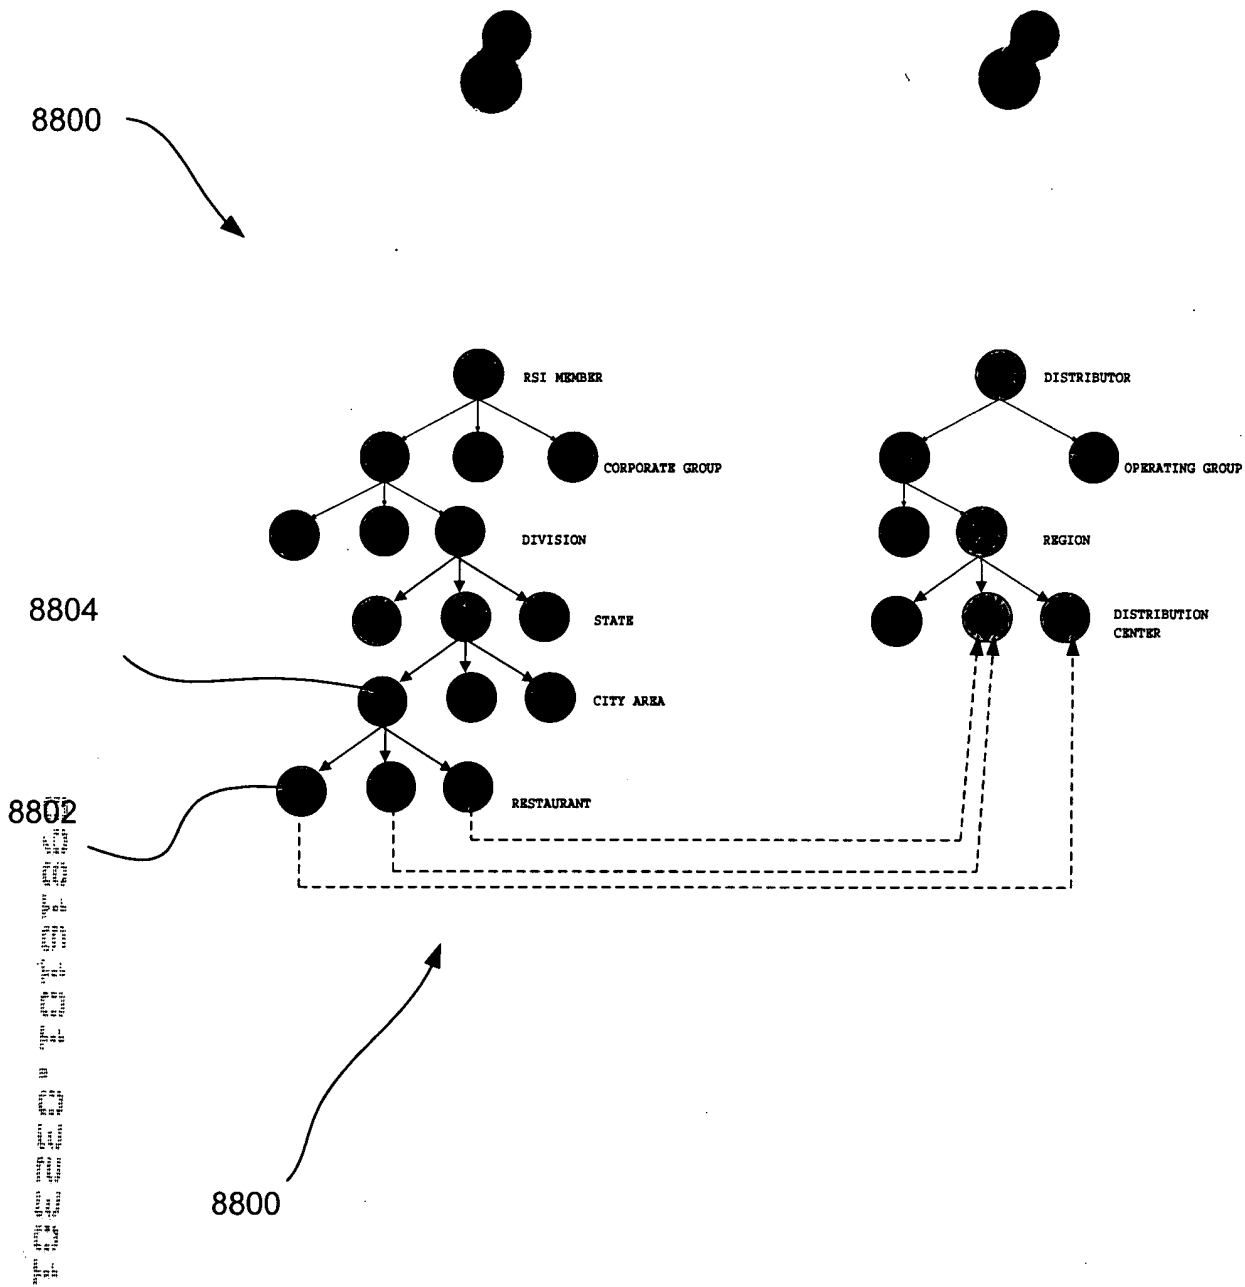 8800
RSI MEMBER
DISTRIBUTOR
CORPORATE GROUP
OPERATING GROUP
DIVISION
REGION
8804
STATE
DISTRIBUTION
CENTER
CITY AREA
8802
RESTAURANT
8800